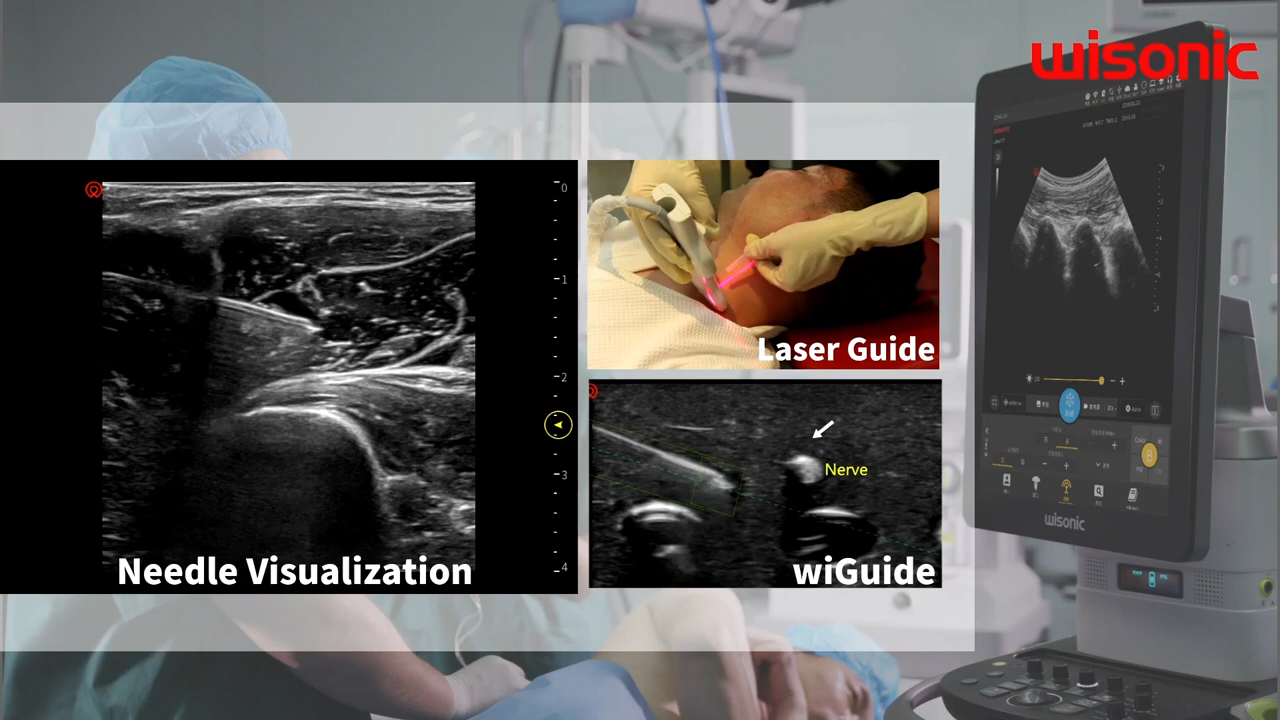 wisonic
0
1
2
3
4
Needle Visualization
Laser Guide
Nerve
wiGuide
wisonic